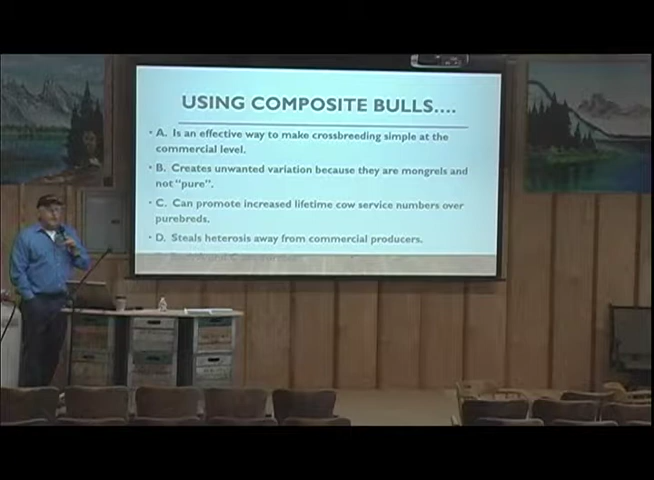 USING COMPOSITE BULLS....
• A. Is an effective way to make crossbreeding simple at the
commercial level.
• B. Creates unwanted variation because they are mongrels and
not "pure".
• C. Can promote increased lifetime cow service numbers over
purebreds.
• D. Steals heterosis away from commercial producers.